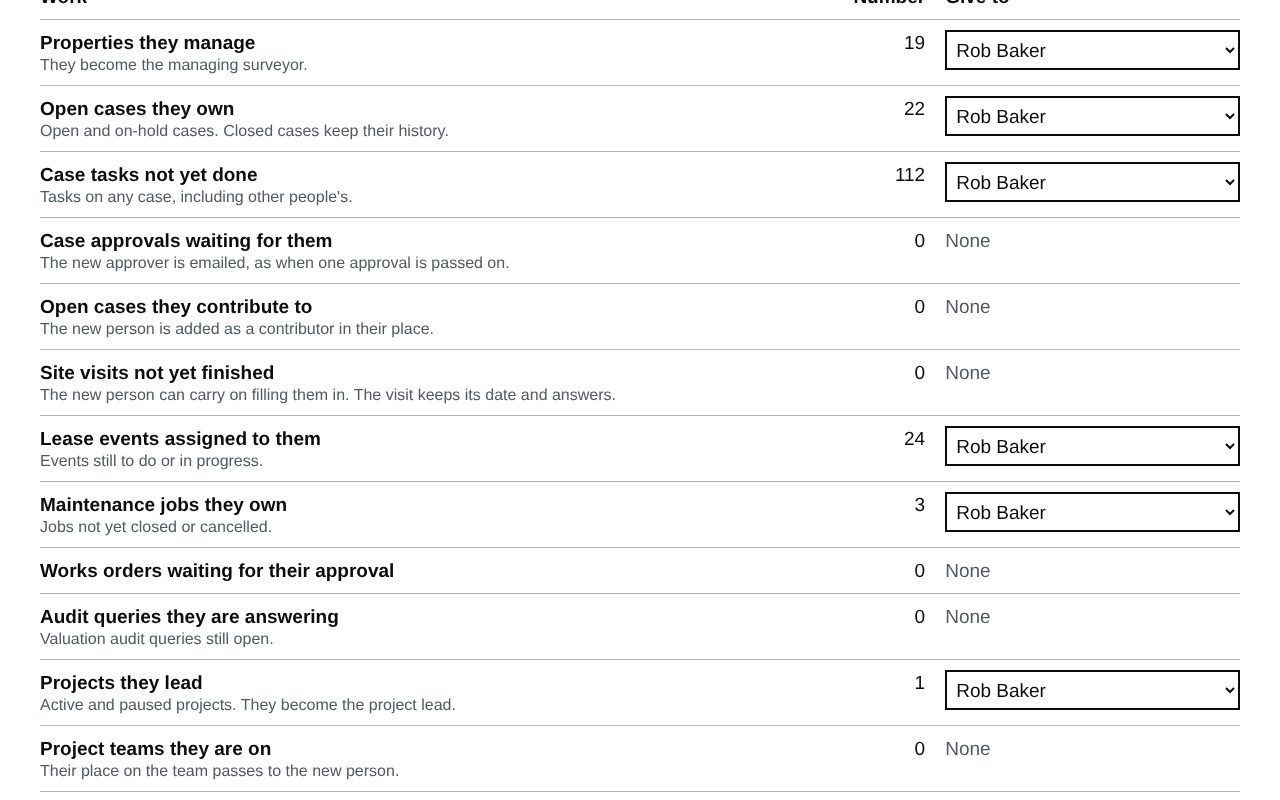 Work Number Give to
Properties they manage 19 Rob Baker
They become the managing surveyor.
Open cases they own 22 Rob Baker
Open and on-hold cases. Closed cases keep their history.
Case tasks not yet done 112 Rob Baker
Tasks on any case, including other people's.
Case approvals waiting for them 0 None
The new approver is emailed, as when one approval is passed on.
Open cases they contribute to 0 None
The new person is added as a contributor in their place.
Site visits not yet finished 0 None
The new person can carry on filling them in. The visit keeps its date and answers.
Lease events assigned to them 24 Rob Baker
Events still to do or in progress.
Maintenance jobs they own 3 Rob Baker
Jobs not yet closed or cancelled.
Works orders waiting for their approval 0 None
Audit queries they are answering 0 None
Valuation audit queries still open.
Projects they lead 1 Rob Baker
Active and paused projects. They become the project lead.
Project teams they are on 0 None
Their place on the team passes to the new person.